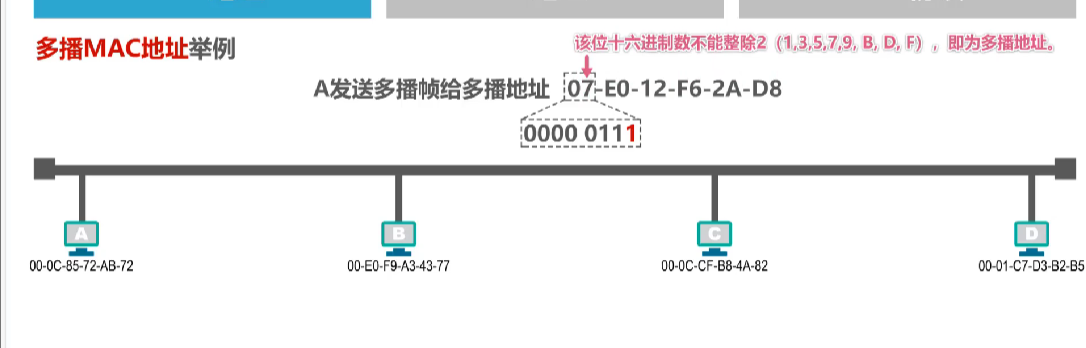 多播MAC地址举例
该位十六进制数不能整除2（1,3,5,7,9, B, D, F），即为多播地址。
A发送多播帧给多播地址 07-E0-12-F6-2A-D8
0000 0111
A B C D
00-0C-85-72-AB-72 00-E0-F9-A3-43-77 00-0C-CF-B8-4A-82 00-01-C7-D3-B2-B5